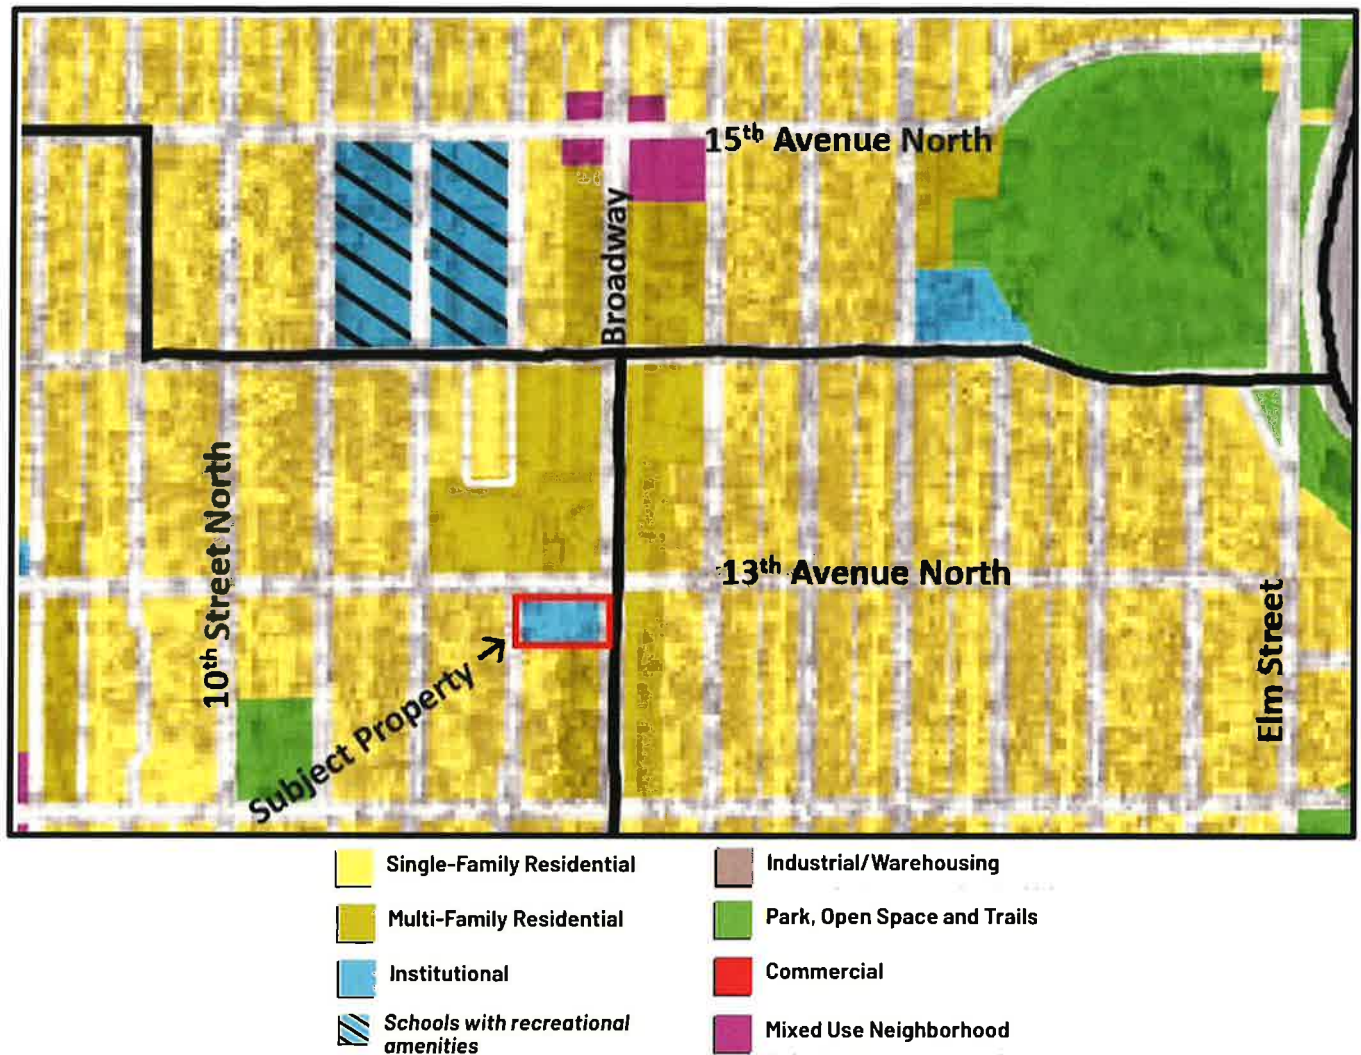 15th Avenue North
Broadway
10th Street North
13th Avenue North
Elm Street
Subject Property
Single-Family Residential
Multi-Family Residential
Institutional
Schools with recreational
amenities
Industrial/Warehousing
Park, Open Space and Trails
Commercial
Mixed Use Neighborhood